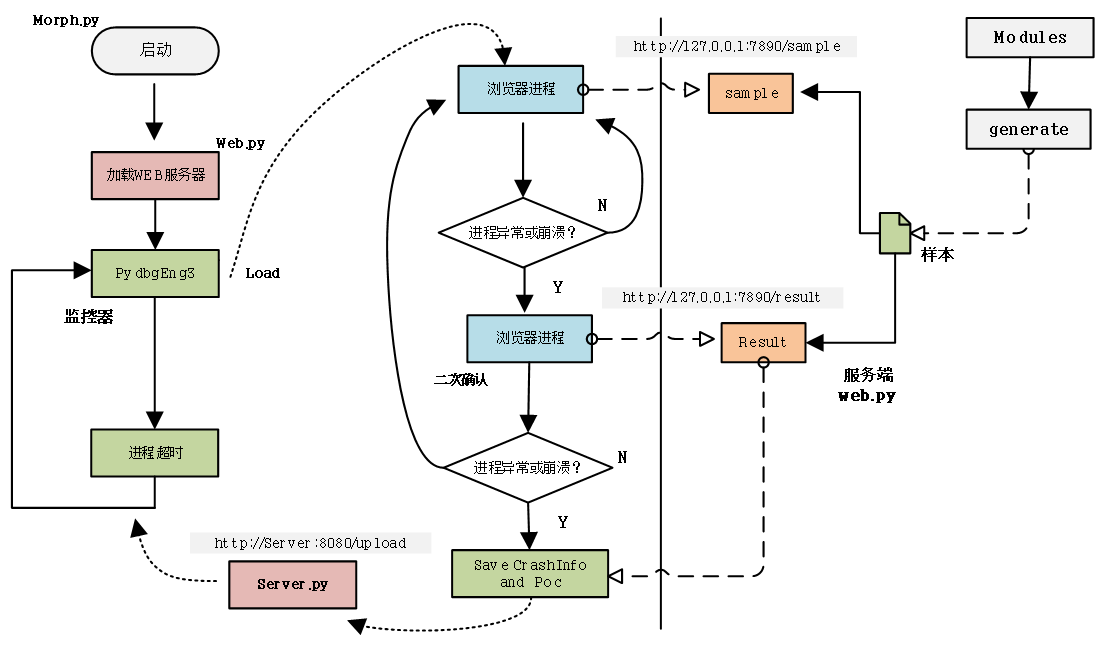 Morph.py
启动
Web.py
加载WEB服务器
PydbgEng3
监控器
Load
进程超时
http://Server:8080/upload
Server.py
浏览器进程
进程异常或崩溃？
N
Y
浏览器进程
二次确认
进程异常或崩溃？
N
Y
Save CrashInfo
and Poc
http://127.0.0.1:7890/sample
sample
http://127.0.0.1:7890/result
Result
Modules
generate
样本
服务端
web.py